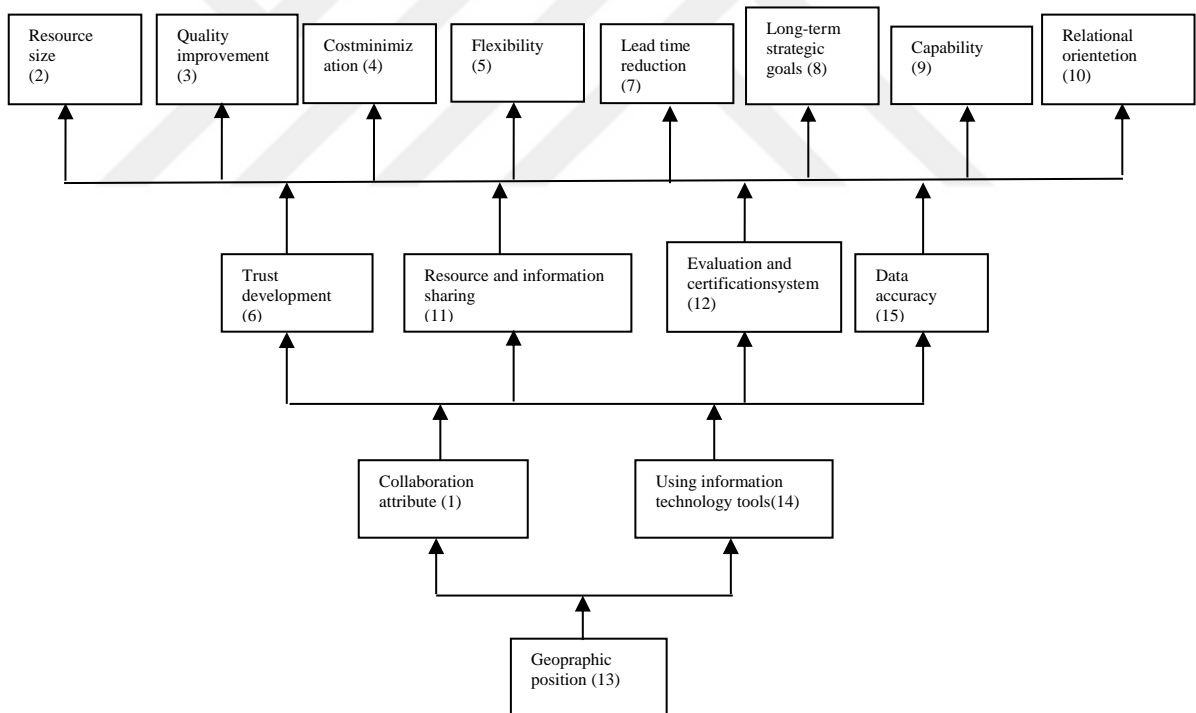 Resource
size
(2)
Quality
improvement
(3)
Costminimiz
ation (4)
Flexibility
(5)
Lead time
reduction
(7)
Long-term
strategic
goals (8)
Capability
(9)
Relational
orientetion
(10)
Trust
development
(6)
Resource and information
sharing
(11)
Evaluation and
certificationsystem
(12)
Data
accuracy
(15)
Collaboration
attribute (1)
Using information
technology tools(14)
Geopraphic
position (13)